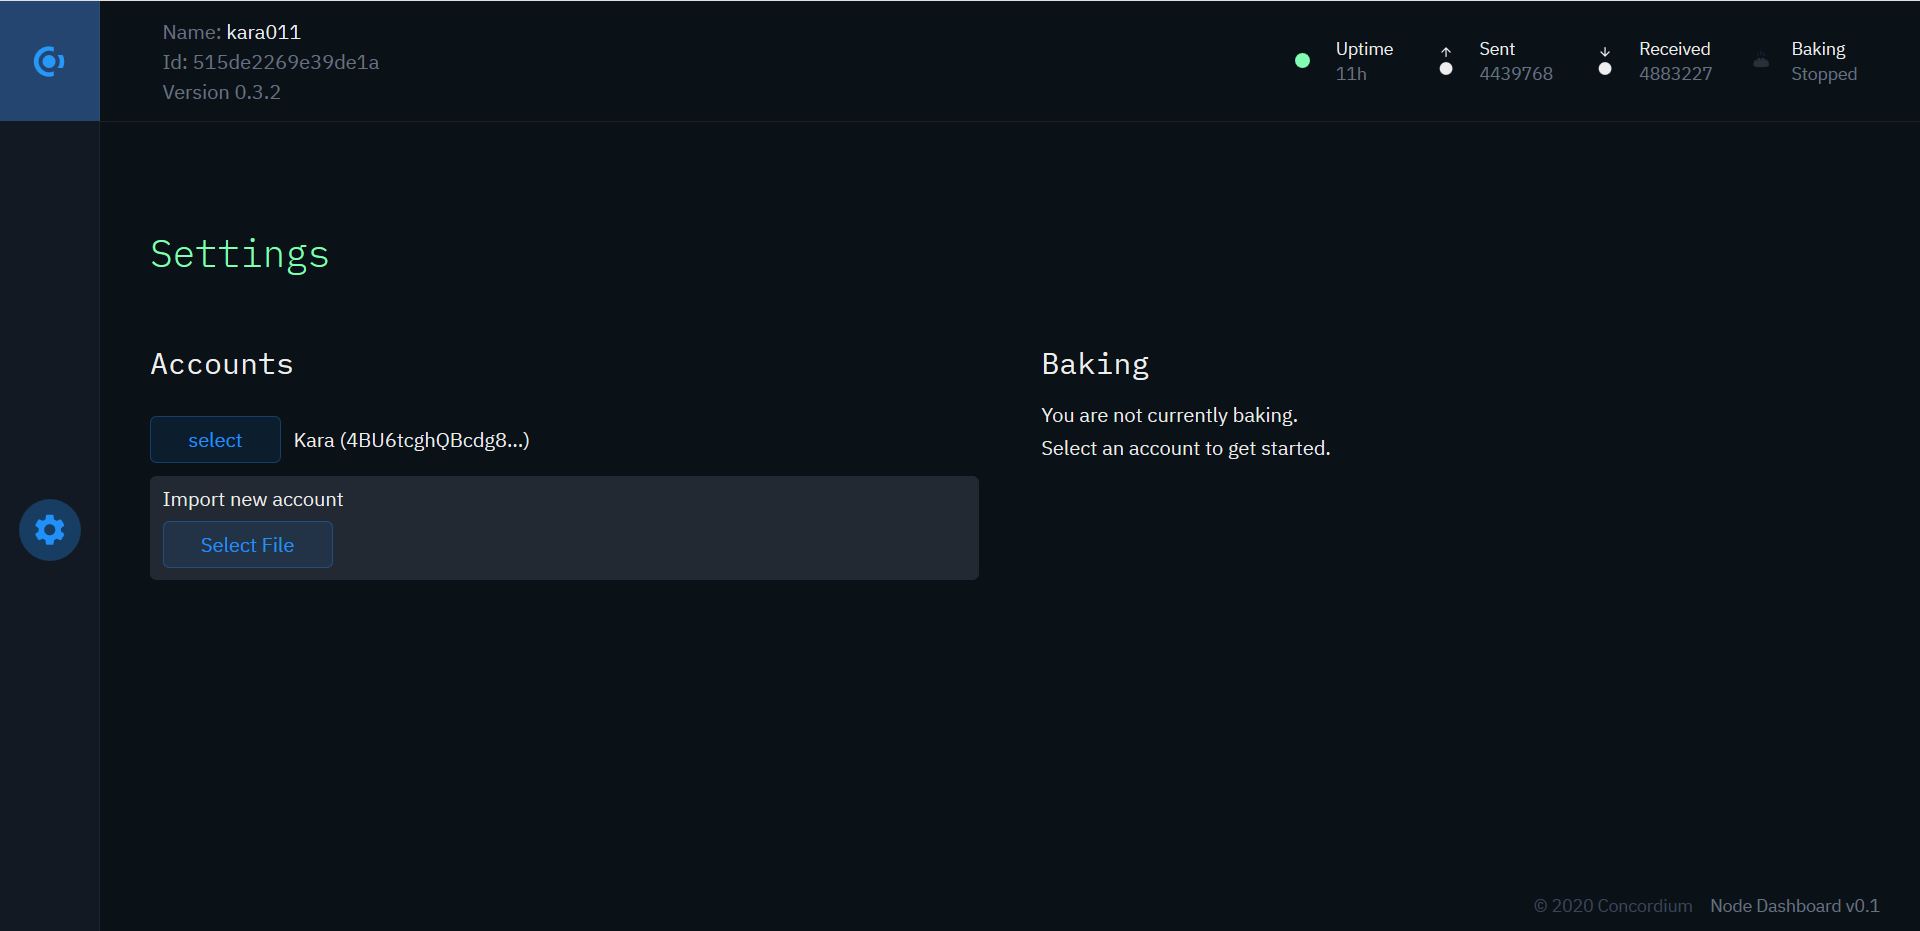 Name: kara011
Id: 515de2269e39de1a
Version 0.3.2
Uptime
11h
Sent
4439768
Received
4883227
Baking
Stopped
Settings
Accounts
select
Kara (4BU6tcghQBcdg8...)
Import new account
Select File
Baking
You are not currently baking.
Select an account to get started.
© 2020 Concordium
Node Dashboard v0.1